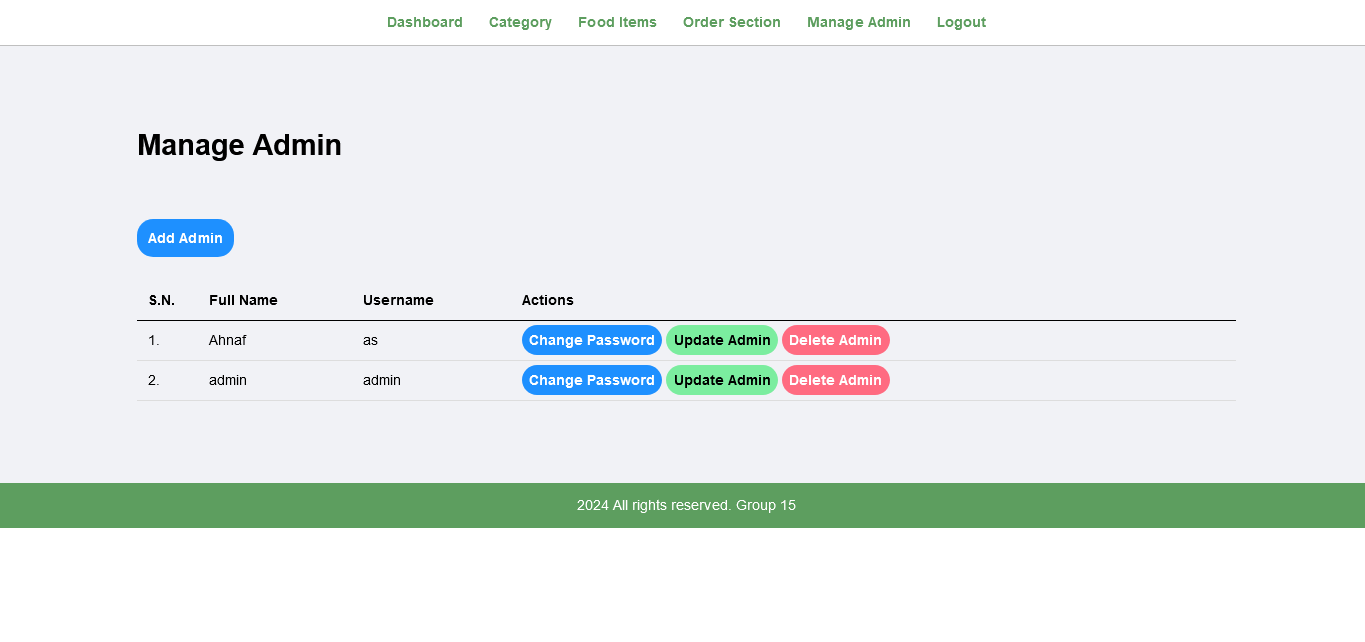 Dashboard Category Food Items Order Section Manage Admin Logout
Manage Admin
Add Admin
S.N. Full Name Username Actions
1. Ahnaf as Change Password Update Admin Delete Admin
2. admin admin Change Password Update Admin Delete Admin
2024 All rights reserved. Group 15